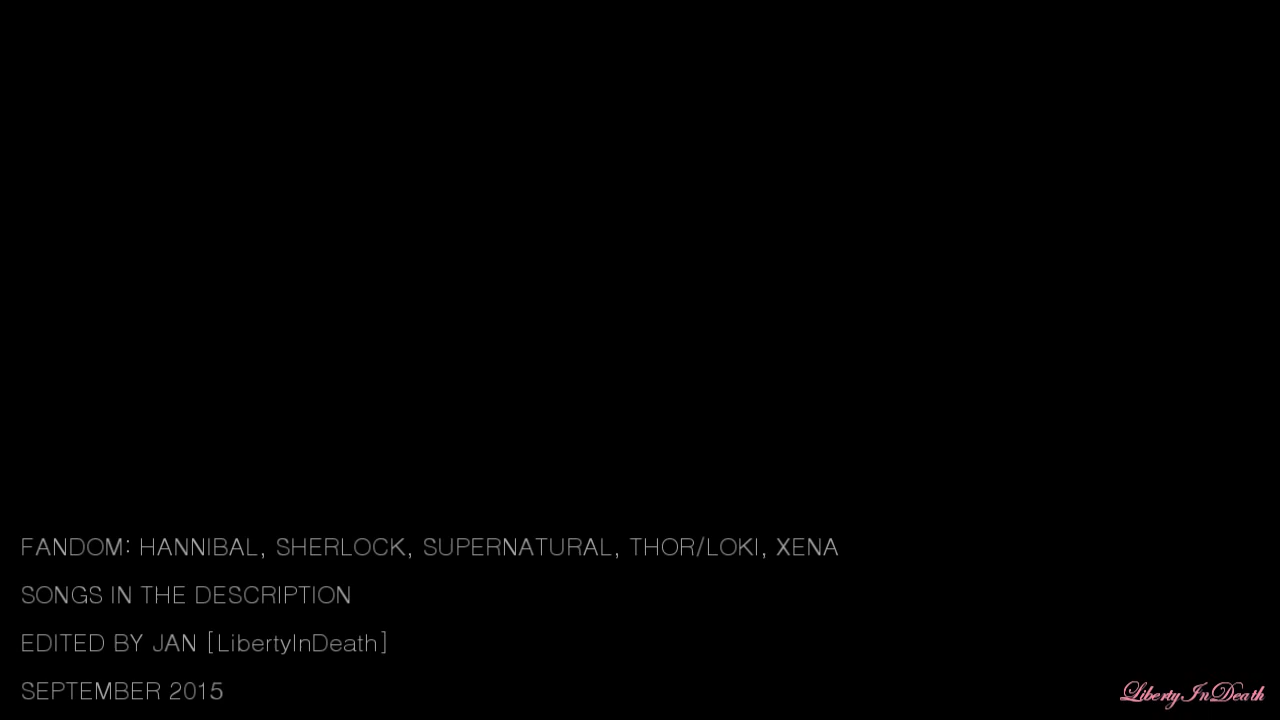 FANDOM: HANNIBAL, SHERLOCK, SUPERNATURAL, THOR/LOKI, XENA
SONGS IN THE DESCRIPTION
EDITED BY JAN [LibertyInDeath]
SEPTEMBER 2015
LibertyInDeath